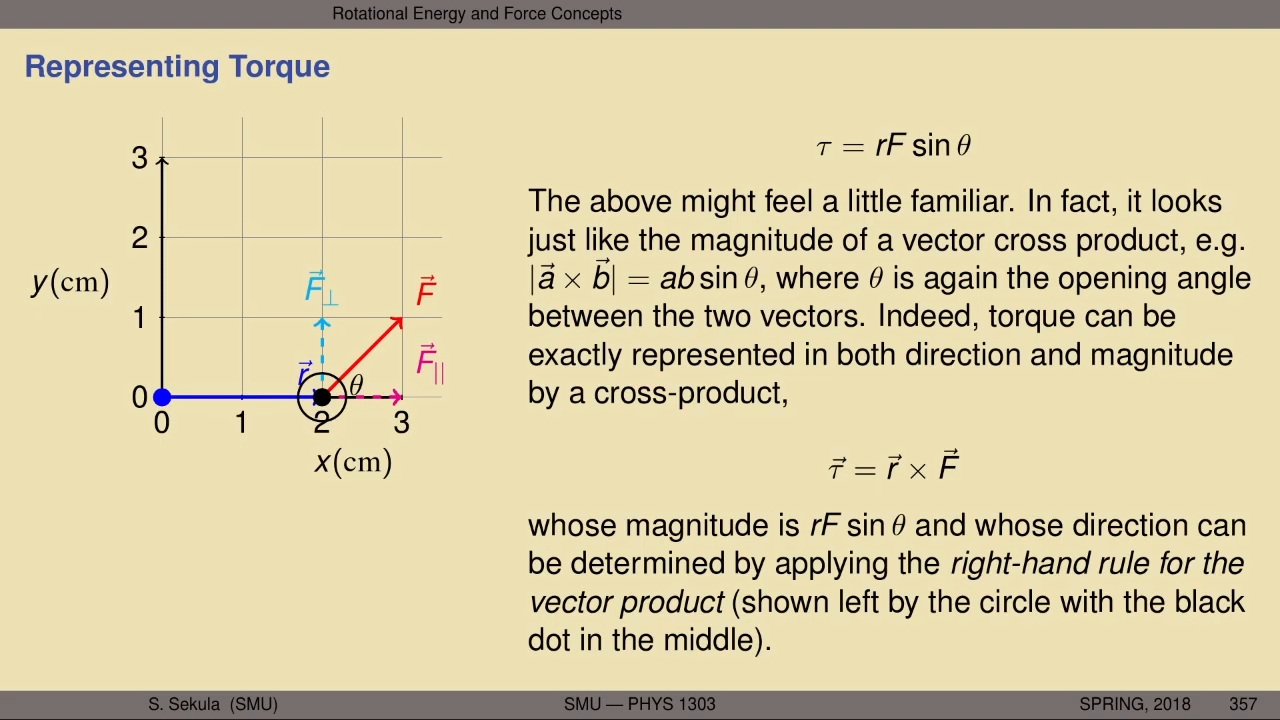 Rotational Energy and Force Concepts
Representing Torque
3
2
1
0
y(cm)
0 1 2 3
x(cm)
F⃗⊥
F⃗
F⃗||
r⃗
θ
τ = rF sin θ
The above might feel a little familiar. In fact, it looks
just like the magnitude of a vector cross product, e.g.
|a⃗ × b⃗| = ab sin θ, where θ is again the opening angle
between the two vectors. Indeed, torque can be
exactly represented in both direction and magnitude
by a cross-product,
τ⃗ = r⃗ × F⃗
whose magnitude is rF sin θ and whose direction can
be determined by applying the right-hand rule for the
vector product (shown left by the circle with the black
dot in the middle).
S. Sekula (SMU) SMU — PHYS 1303 SPRING, 2018 357